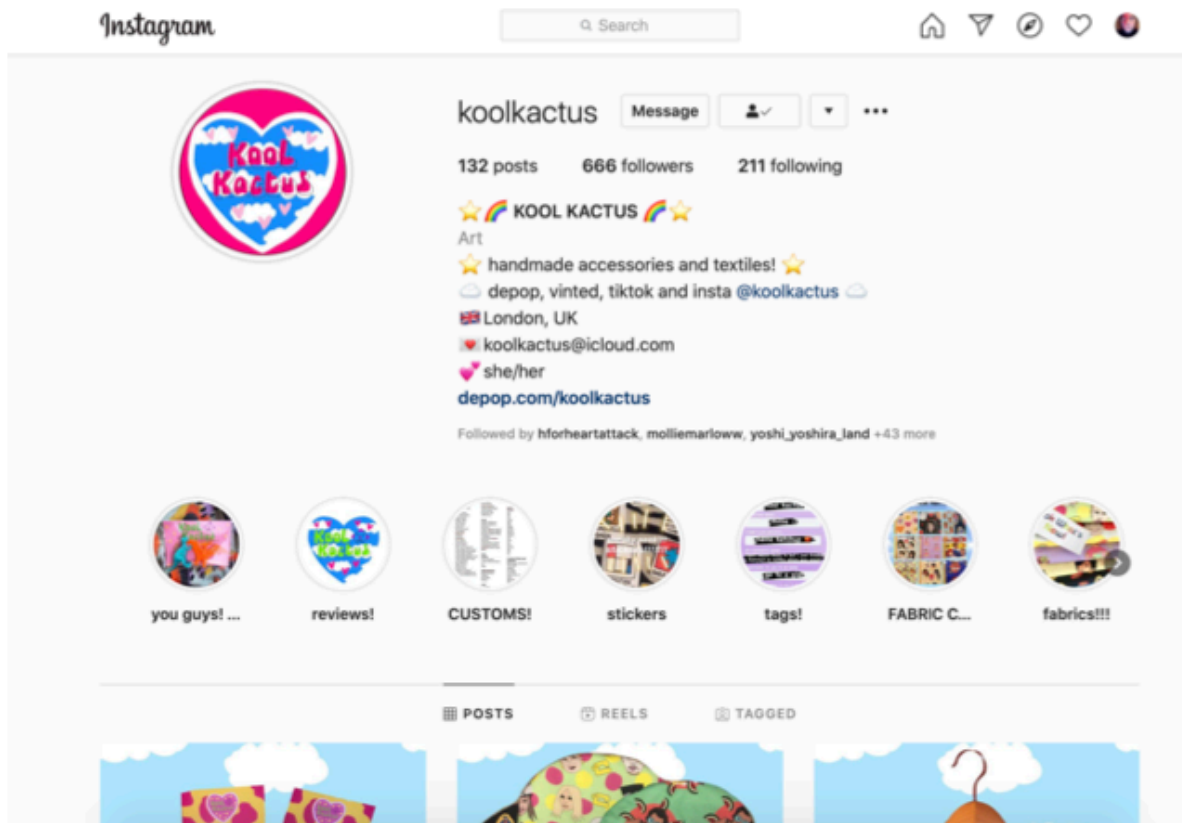 Instagram
Search
koolkactus Message
132 posts 666 followers 211 following
Kool
Kactus
⭐🌈 KOOL KACTUS 🌈⭐
Art
⭐ handmade accessories and textiles! ⭐
☁️ depop, vinted, tiktok and insta @koolkactus ☁️
🇬🇧 London, UK
💌 koolkactus@icloud.com
💕 she/her
depop.com/koolkactus
Followed by hforheartattack, molliemarloww, yoshi_yoshira_land +43 more
Kool
Kactus
you guys! ... reviews! CUSTOMS! stickers tags! FABRIC C... fabrics!!!
POSTS REELS TAGGED